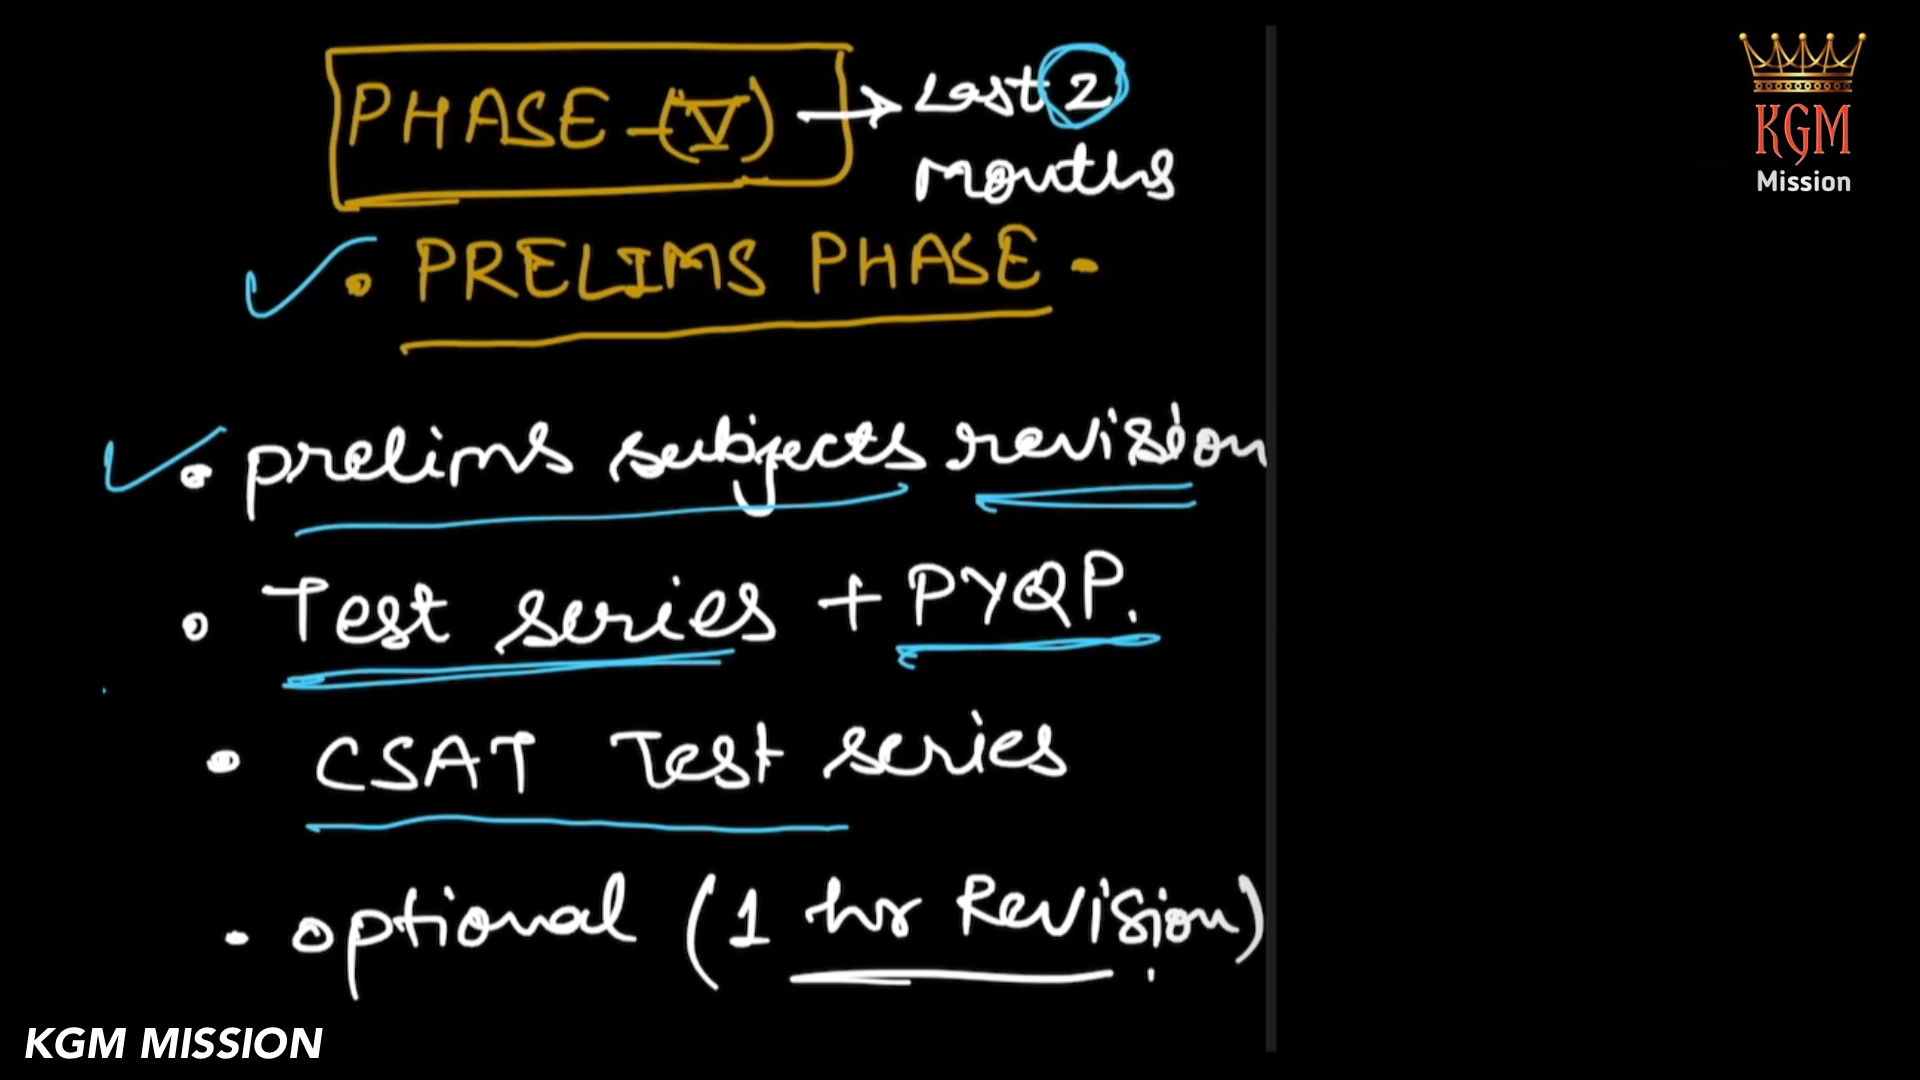 PHASE-(V) → Last 2
months
• PRELIMS PHASE •
• prelims subjects revision
• Test series + PYQP.
• CSAT Test series
• optional (1 hr Revision)
KGM
Mission
KGM MISSION